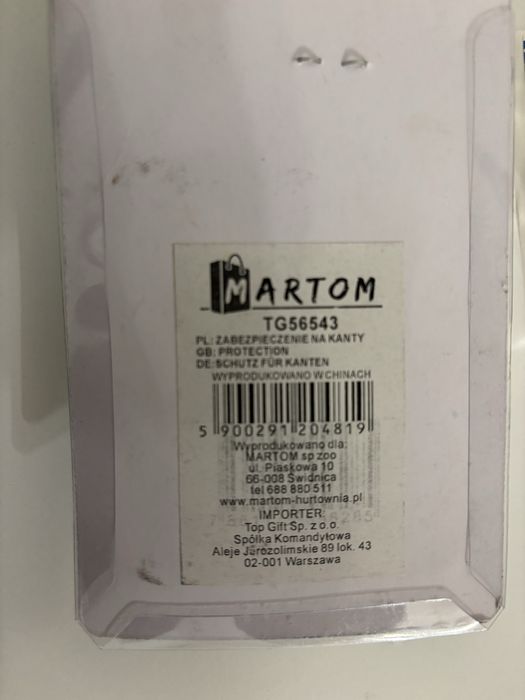 MARTOM
TG56543
PL: ZABEZPIECZENIE NA KANTY
GB: PROTECTION
DE: SCHUTZ FÜR KANTEN
WYPRODUKOWANO W CHINACH
5 900291 204819
Wyprodukowano dla:
MARTOM sp zoo
ul. Piaskowa 10
66-008 Świdnica
tel 688 880 511
www.martom-hurtownia.pl
IMPORTER:
Top Gift Sp. z o.o.
Spółka Komandytowa
Aleje Jarozolimskie 89 lok. 43
02-001 Warszawa